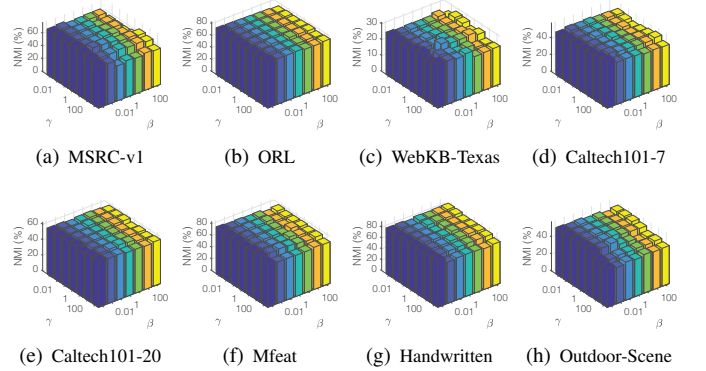 NMI (%)
60
40
20
0
0.01
1
100
γ
0.01
1
100
β
(a) MSRC-v1
NMI (%)
80
60
40
20
0
0.01
1
100
γ
0.01
1
100
β
(b) ORL
NMI (%)
30
20
10
0
0.01
1
100
γ
0.01
1
100
β
(c) WebKB-Texas
NMI (%)
40
20
0
0.01
1
100
γ
0.01
1
100
β
(d) Caltech101-7
NMI (%)
60
40
20
0
0.01
1
100
γ
0.01
1
100
β
(e) Caltech101-20
NMI (%)
80
60
40
20
0
0.01
1
100
γ
0.01
1
100
β
(f) Mfeat
NMI (%)
80
60
40
20
0
0.01
1
100
γ
0.01
1
100
β
(g) Handwritten
NMI (%)
40
20
0
0.01
1
100
γ
0.01
1
100
β
(h) Outdoor-Scene